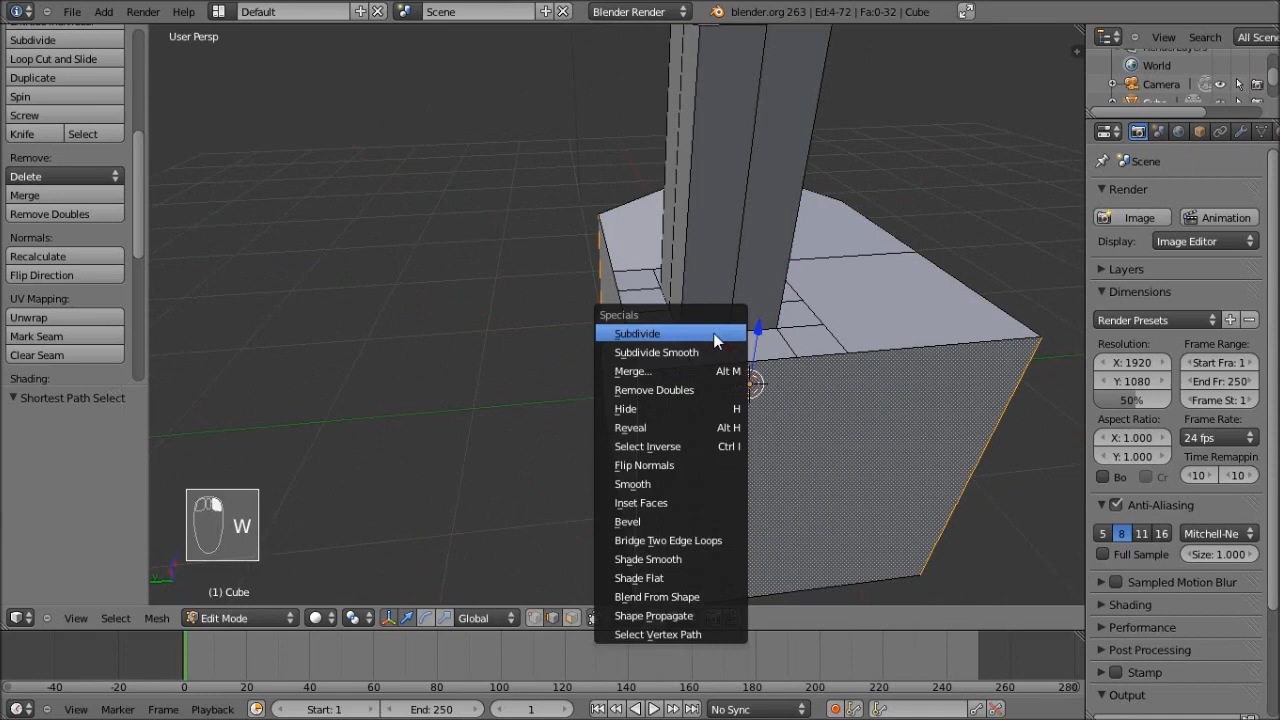 File Add Render Window Help Default Scene Blender Render blender.org 263 | Ed:4-72 | Fa:0-32 | Cube
Subdivide
Loop Cut and Slide
Duplicate
Spin
Screw
Knife Select
Remove:
Delete
Merge
Remove Doubles
Normals:
Recalculate
Flip Direction
UV Mapping:
Unwrap
Mark Seam
Clear Seam
Shading:
Shortest Path Select
User Persp
Specials
Subdivide
Subdivide Smooth
Merge... Alt M
Remove Doubles
Hide H
Reveal Alt H
Select Inverse Ctrl I
Flip Normals
Smooth
Inset Faces
Bevel
Bridge Two Edge Loops
Shade Smooth
Shade Flat
Blend From Shape
Shape Propagate
Select Vertex Path
W
(1) Cube
View Select Mesh Edit Mode Global
-40 -20 0 20 40 60 80 100 120 140 160 180 200 220 240 260 280
View Marker Frame Playback Start: 1 End: 250 1 No Sync
View Search All Scene
World
Camera
Scene
Render
Image Animation
Display: Image Editor
Layers
Dimensions
Render Presets
Resolution: Frame Range:
X: 1920 Start Fra: 1
Y: 1080 End Fr: 250
50% Frame St: 1
Aspect Ratio: Frame Rate:
X: 1.000 24 fps
Y: 1.000 Time Remappin
Bo Cr 10 10
Anti-Aliasing
5 8 11 16 Mitchell-Ne
Full Sample Size: 1.000
Sampled Motion Blur
Shading
Performance
Post Processing
Stamp
Output